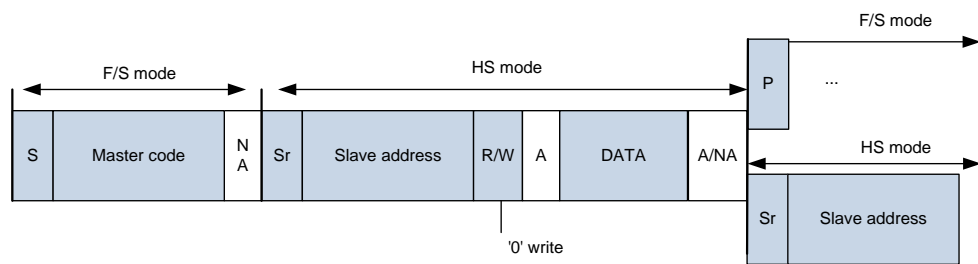 F/S mode
F/S mode
HS mode
P
...
S
Master code
N
A
Sr
Slave address
R/W
A
DATA
A/NA
HS mode
Sr
Slave address
'0' write